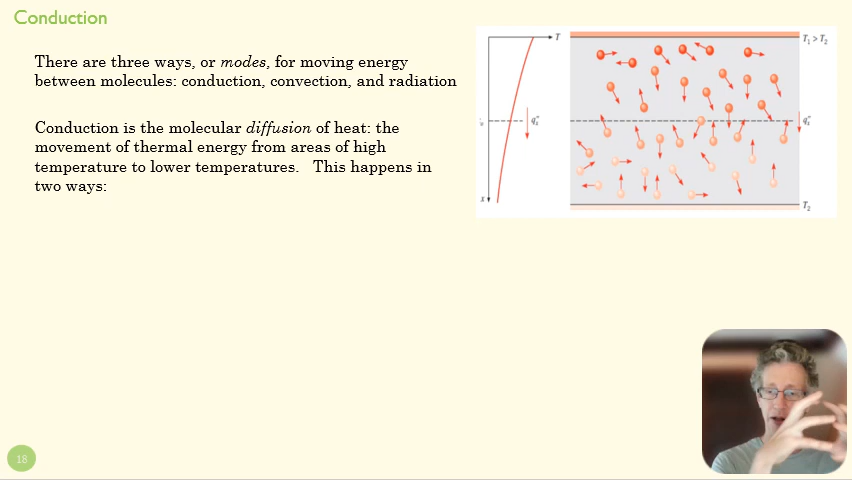 Conduction
There are three ways, or modes, for moving energy
between molecules: conduction, convection, and radiation
Conduction is the molecular diffusion of heat: the
movement of thermal energy from areas of high
temperature to lower temperatures. This happens in
two ways:
T
T₁ > T₂
qₓ″
qₓ″
x
T₂
18